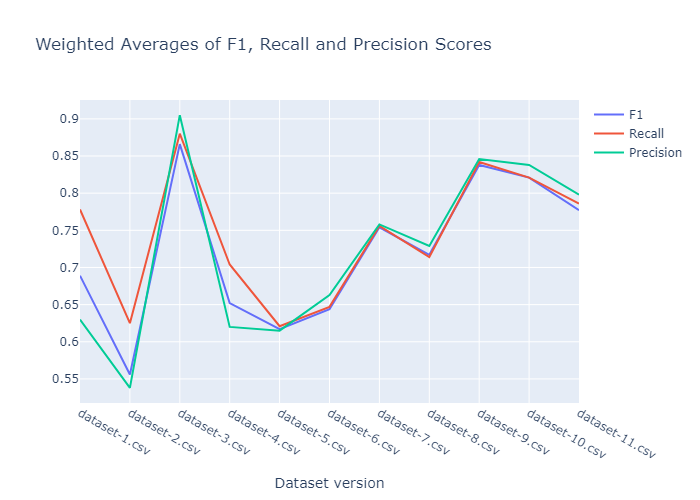 Weighted Averages of F1, Recall and Precision Scores
F1
Recall
Precision
0.9
0.85
0.8
0.75
0.7
0.65
0.6
0.55
dataset-1.csv
dataset-2.csv
dataset-3.csv
dataset-4.csv
dataset-5.csv
dataset-6.csv
dataset-7.csv
dataset-8.csv
dataset-9.csv
dataset-10.csv
dataset-11.csv
Dataset version